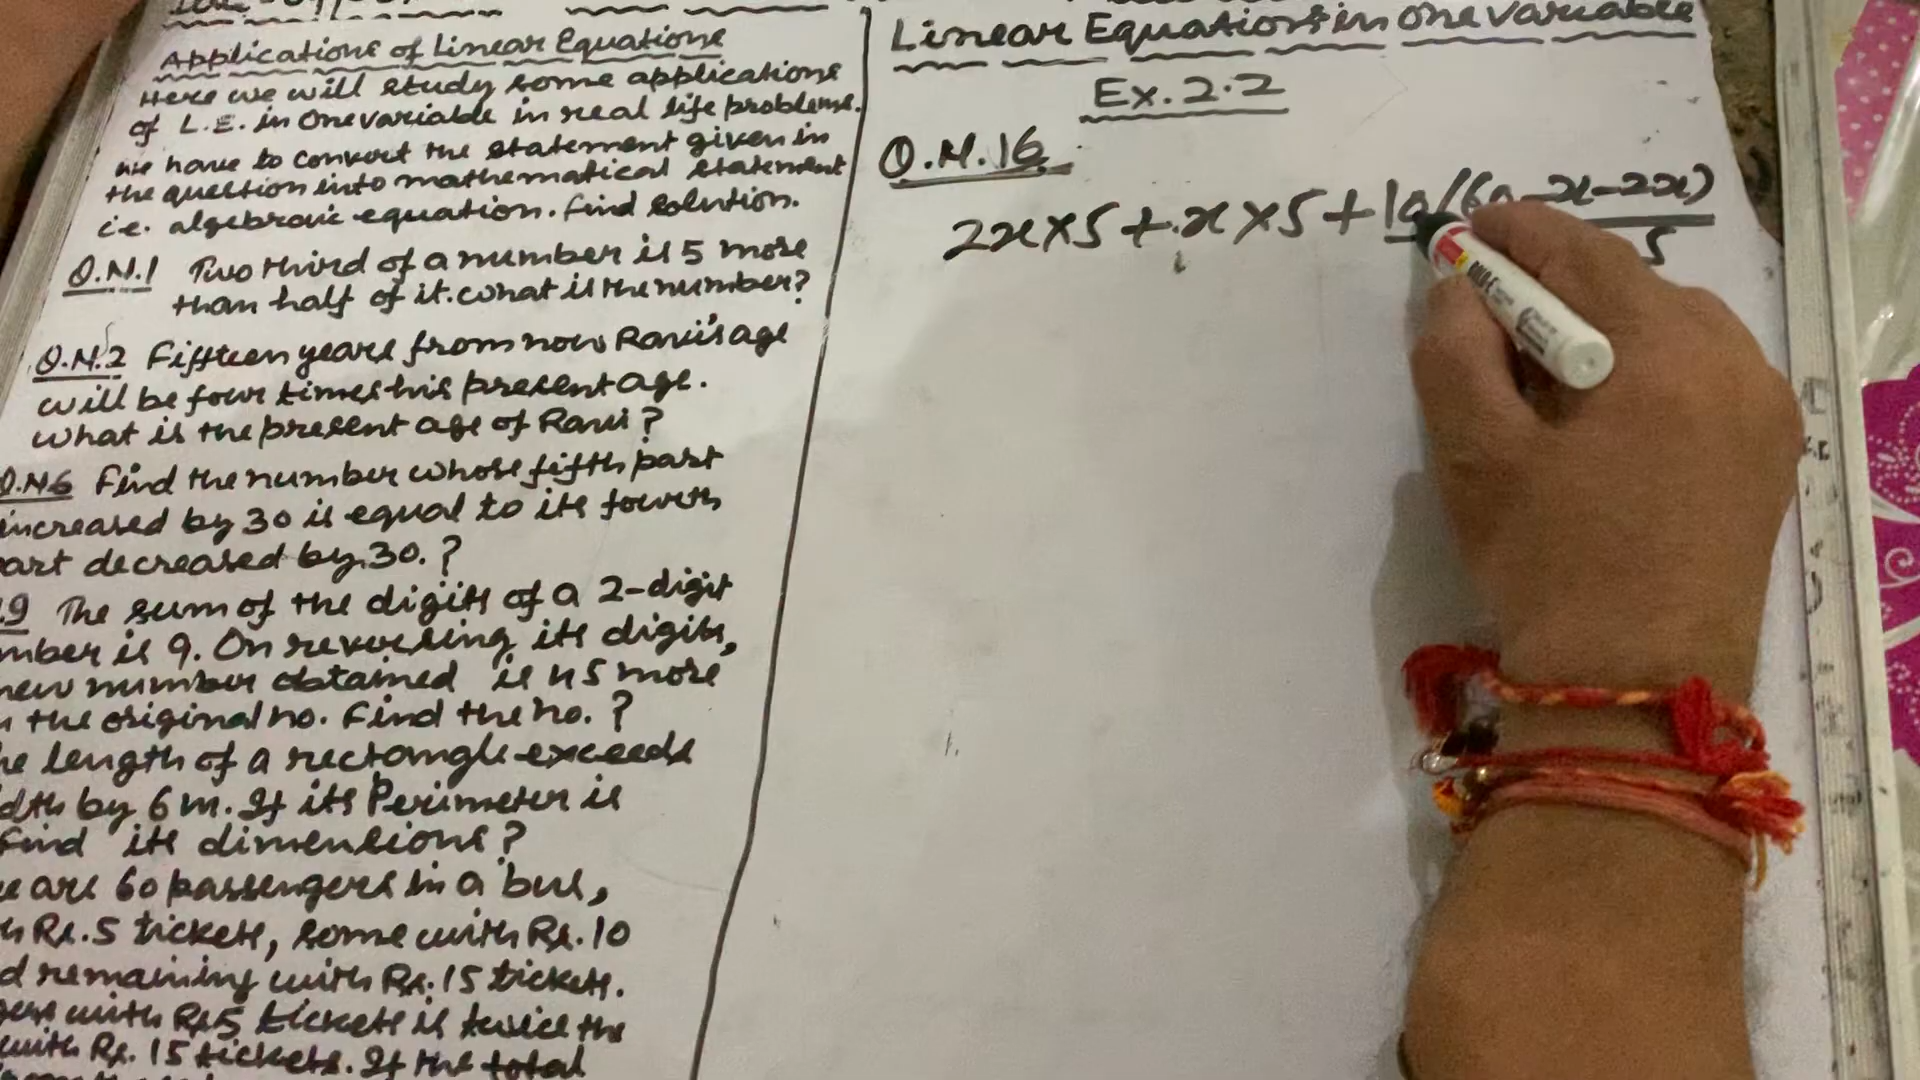 Applications of Linear Equations
Here we will study some applications
of L.E. in One variable in real life problems.
we have to convert the statement given in
the question into mathematical statement
i.e. algebraic equation. find solution.
Q.N.1 Two third of a number is 5 more
than half of it. what is the number?
Q.N.2 Fifteen years from now Ravi's age
will be four times his present age.
What is the present age of Ravi?
Q.N6 Find the number whose fifth part
increased by 30 is equal to its fourth
part decreased by 30.?
.9 The sum of the digits of a 2-digit
mber is 9. On reversing its digits,
new number obtained is 45 more
the original no. Find the no.?
he length of a rectangle exceeds
dth by 6 m. If its Perimeter is
find its dimensions?
e are 60 passengers in a bus,
Rs.5 tickets, some with Rs.10
d remaining with Rs.15 tickets.
with Rs5 tickets is twice the
with Rs. 15 tickets. If the total
Linear Equations in One variable
Ex. 2.2
Q.N.16
2x×5 + x×5 + 10(60-x-2x)
5